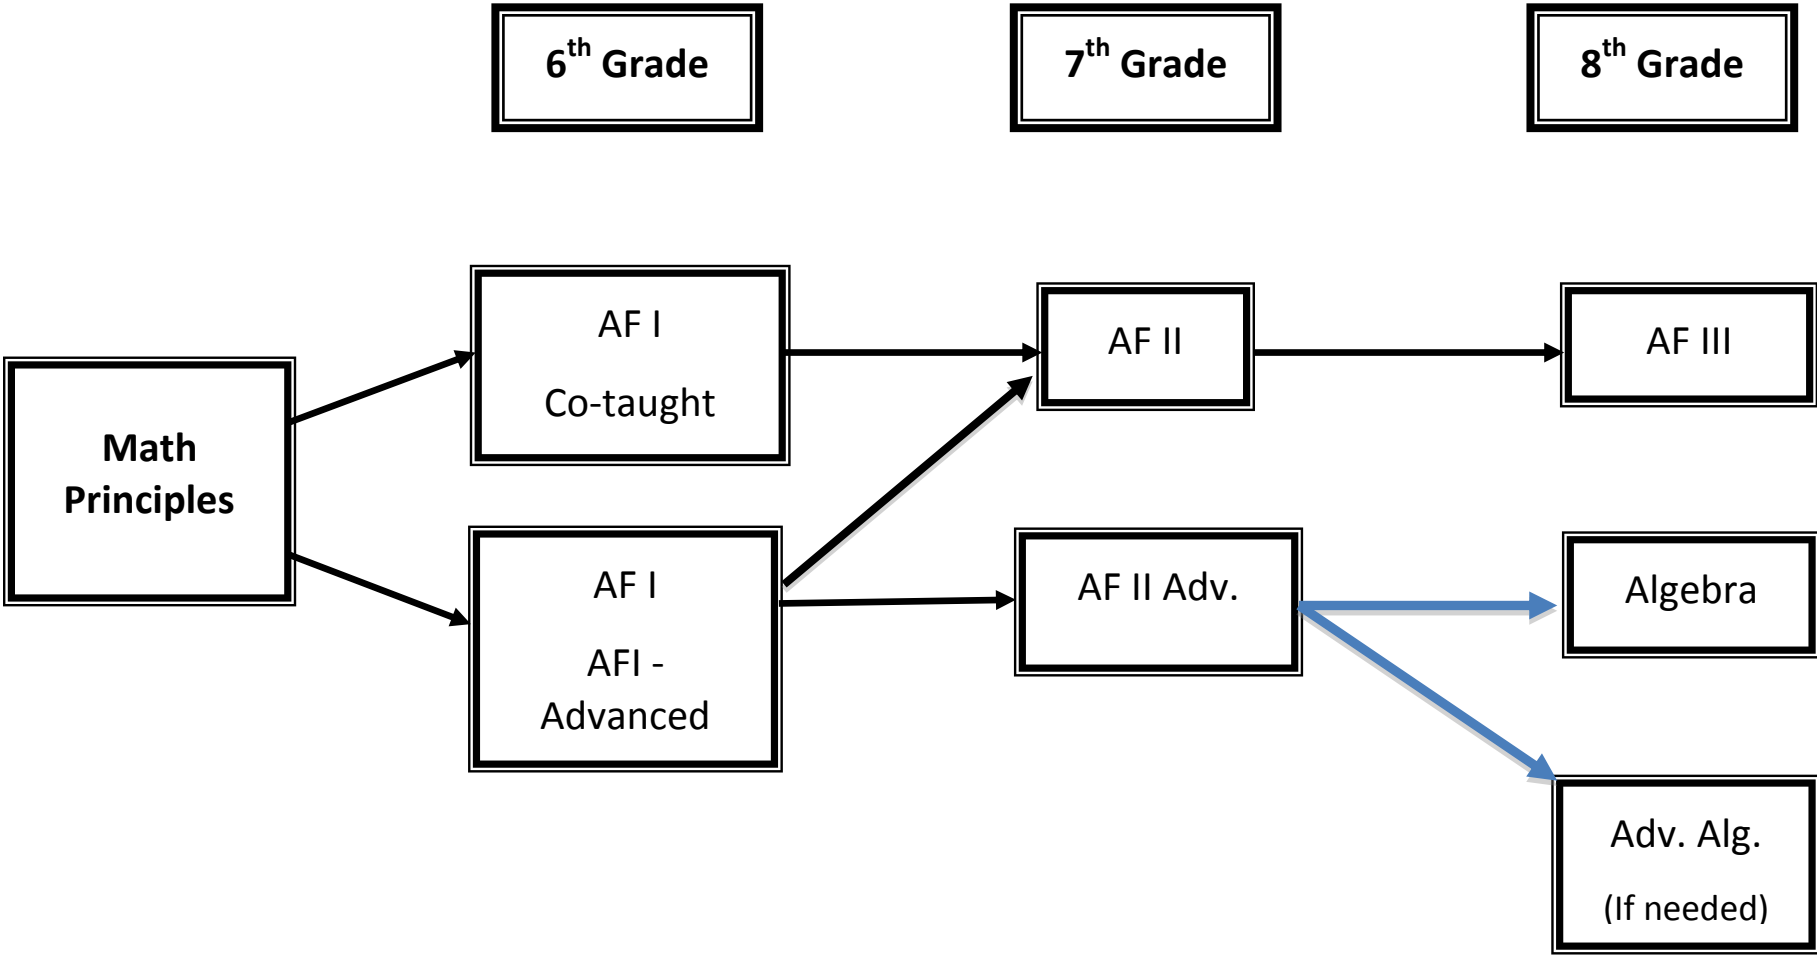 6th Grade
7th Grade
8th Grade
Math
Principles
AF I
Co-taught
AF I
AFI -
Advanced
AF II
AF II Adv.
AF III
Algebra
Adv. Alg.
(If needed)